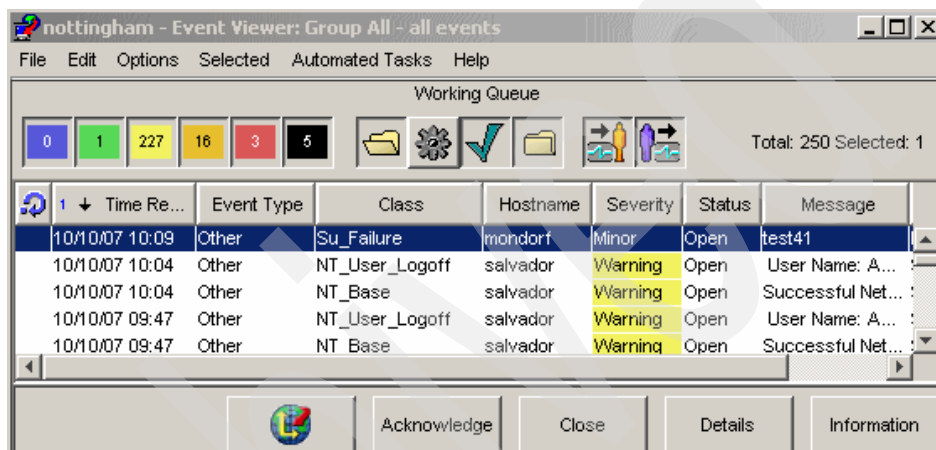 nottingham - Event Viewer: Group All - all events
File Edit Options Selected Automated Tasks Help
Working Queue
0 1 227 16 3 5 Total: 250 Selected: 1
1 Time Re... Event Type Class Hostname Severity Status Message
10/10/07 10:09 Other Su_Failure mondorf Minor Open test41
10/10/07 10:04 Other NT_User_Logoff salvador Warning Open User Name: A...
10/10/07 10:04 Other NT_Base salvador Warning Open Successful Net...
10/10/07 09:47 Other NT_User_Logoff salvador Warning Open User Name: A...
10/10/07 09:47 Other NT_Base salvador Warning Open Successful Net...
Acknowledge Close Details Information